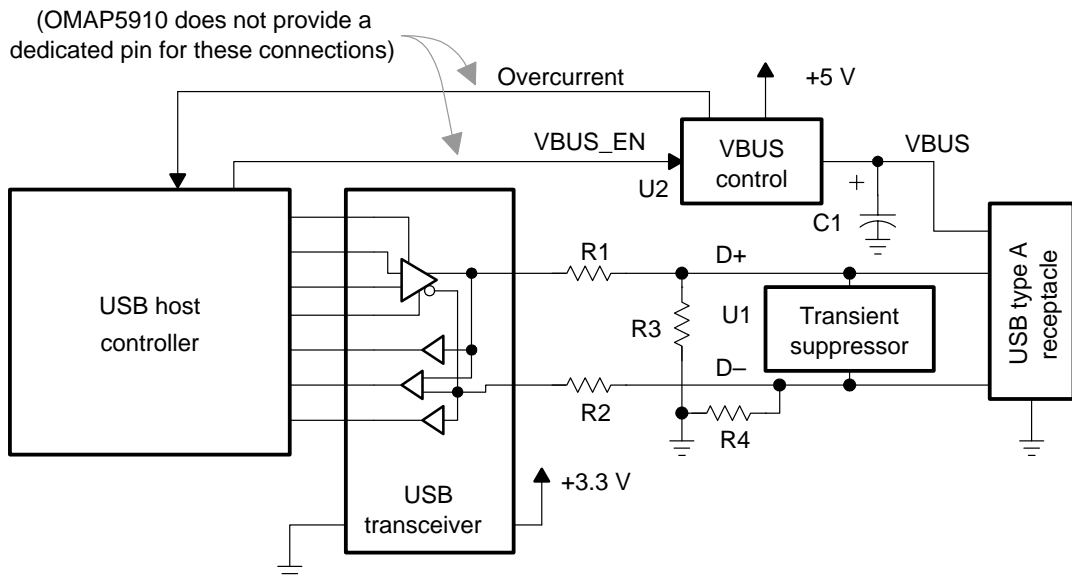 (OMAP5910 does not provide a
dedicated pin for these connections)
Overcurrent
+5 V
VBUS_EN
VBUS
control
U2
VBUS
+
C1
USB host
controller
R1
D+
R3
U1
Transient
suppressor
USB type A
receptacle
D–
R2
R4
USB
transceiver
+3.3 V